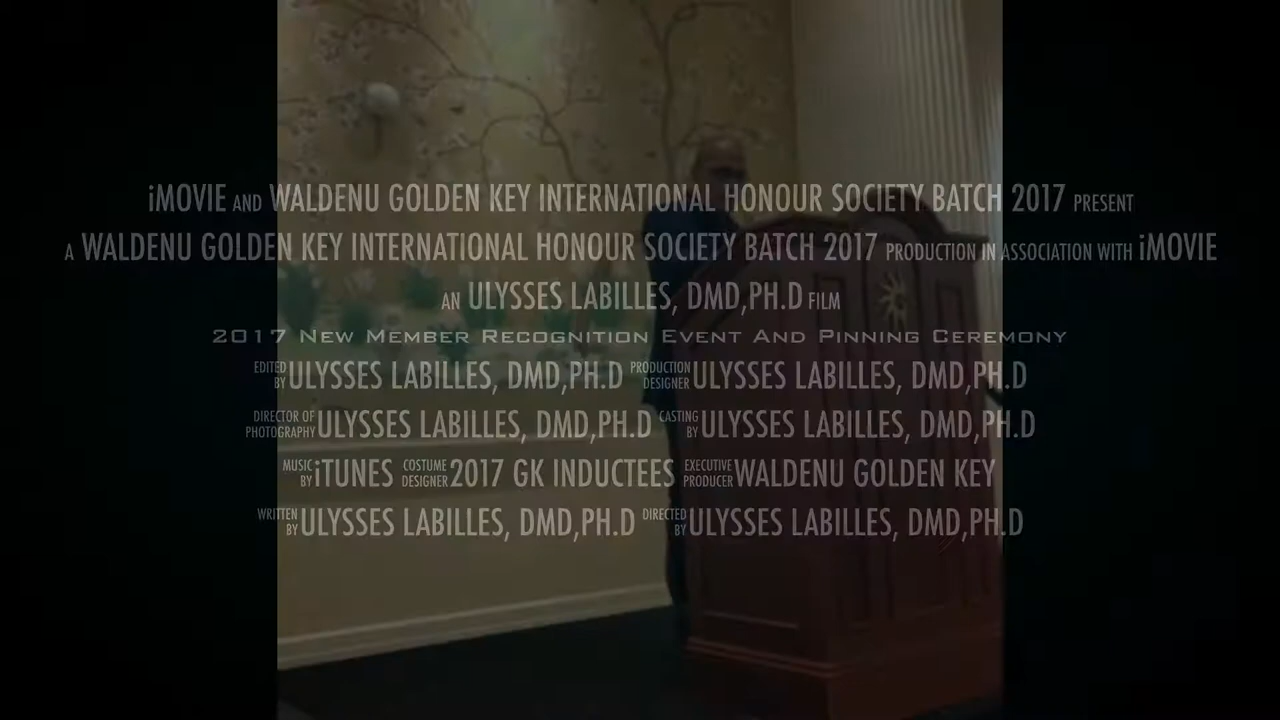 iMOVIE AND WALDENU GOLDEN KEY INTERNATIONAL HONOUR SOCIETY BATCH 2017 PRESENT
A WALDENU GOLDEN KEY INTERNATIONAL HONOUR SOCIETY BATCH 2017 PRODUCTION IN ASSOCIATION WITH iMOVIE
AN ULYSSES LABILLES, DMD,PH.D FILM
2017 New Member Recognition Event And Pinning Ceremony
EDITED BY ULYSSES LABILLES, DMD,PH.D PRODUCTION DESIGNER ULYSSES LABILLES, DMD,PH.D
DIRECTOR OF PHOTOGRAPHY ULYSSES LABILLES, DMD,PH.D CASTING BY ULYSSES LABILLES, DMD,PH.D
MUSIC BY iTUNES COSTUME DESIGNER 2017 GK INDUCTEES EXECUTIVE PRODUCER WALDENU GOLDEN KEY
WRITTEN BY ULYSSES LABILLES, DMD,PH.D DIRECTED BY ULYSSES LABILLES, DMD,PH.D